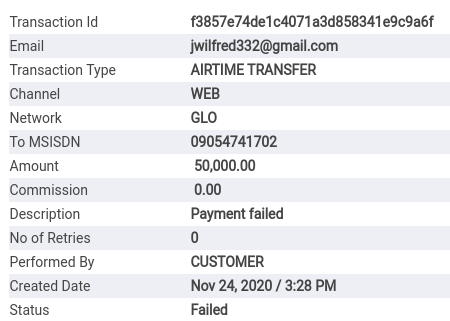 Transaction Id f3857e74de1c4071a3d858341e9c9a6f
Email jwilfred332@gmail.com
Transaction Type AIRTIME TRANSFER
Channel WEB
Network GLO
To MSISDN 09054741702
Amount 50,000.00
Commission 0.00
Description Payment failed
No of Retries 0
Performed By CUSTOMER
Created Date Nov 24, 2020 / 3:28 PM
Status Failed